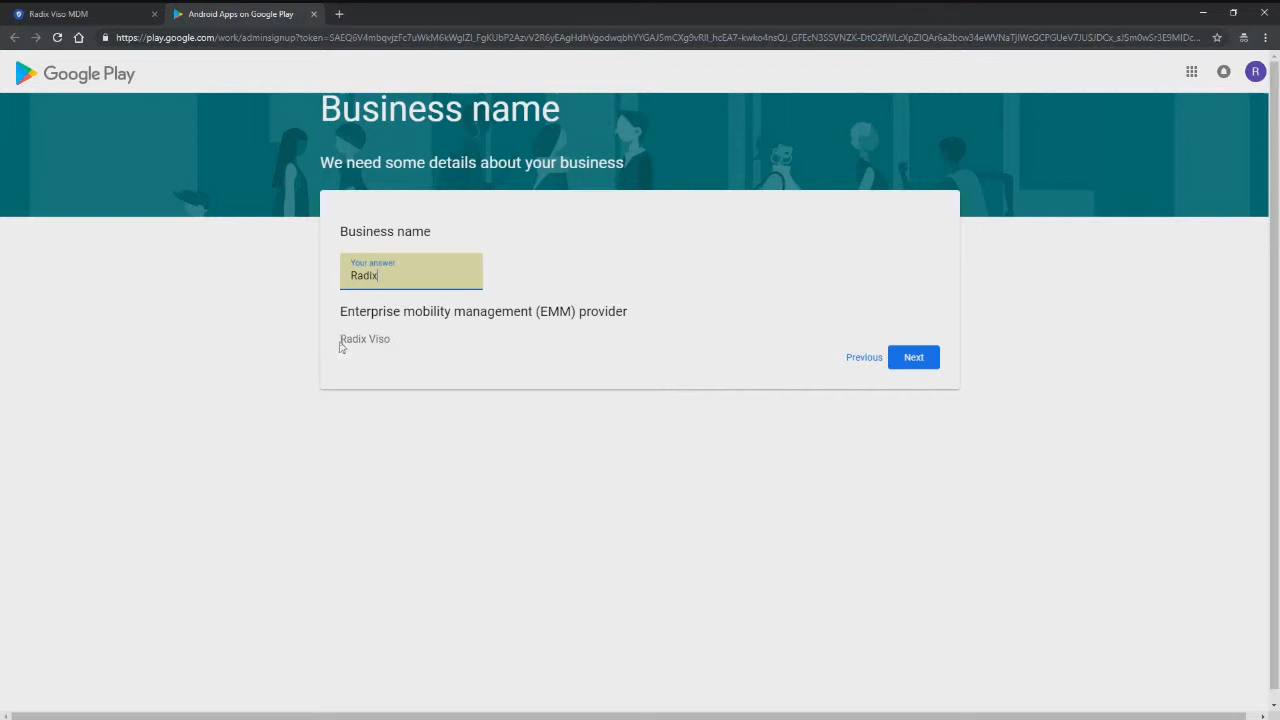 Radix Viso MDM
Android Apps on Google Play
Google Play
R
Business name
We need some details about your business
Business name
Your answer
Radix
Enterprise mobility management (EMM) provider
Radix Viso
Previous
Next